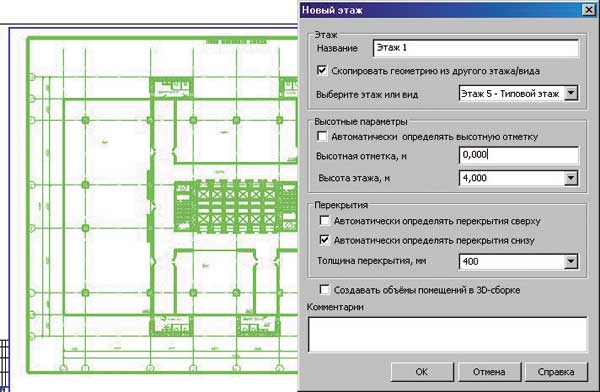 Новый этаж
Этаж
Название Этаж 1
Скопировать геометрию из другого этажа/вида
Выберите этаж или вид Этаж 5 - Типовой этаж
Высотные параметры
Автоматически определять высотную отметку
Высотная отметка, м 0,000
Высота этажа, м 4,000
Перекрытия
Автоматически определять перекрытия сверху
Автоматически определять перекрытия снизу
Толщина перекрытия, мм 400
Создавать объёмы помещений в 3D-сборке
Комментарии
ОК Отмена Справка